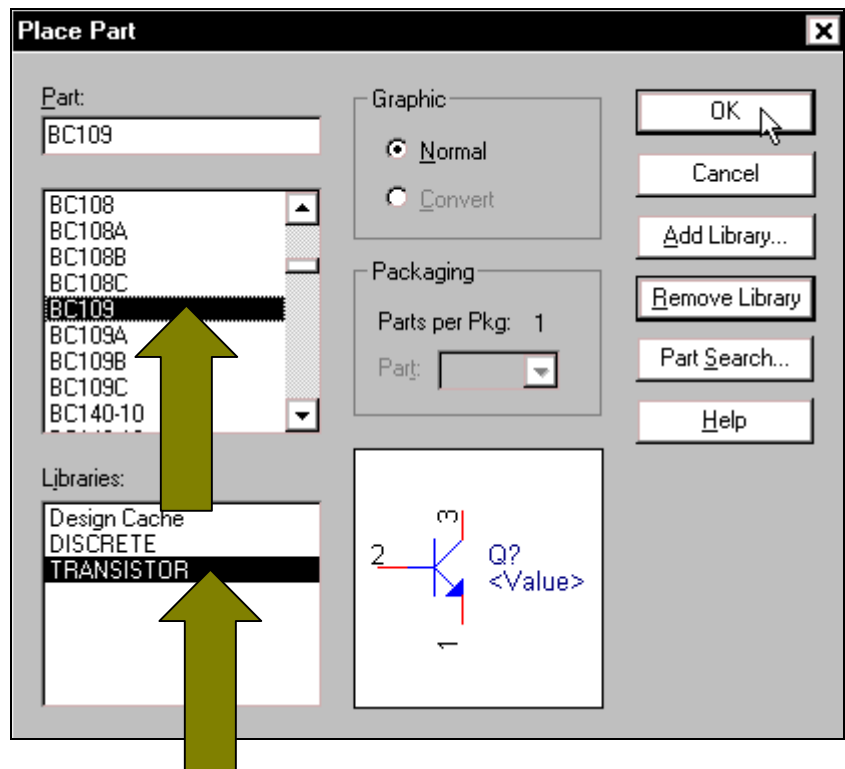 Place Part
Part:
BC109
BC108
BC108A
BC108B
BC108C
BC109
BC109A
BC109B
BC109C
BC140-10
Libraries:
Design Cache
DISCRETE
TRANSISTOR
Graphic
Normal
Convert
Packaging
Parts per Pkg: 1
Part:
3
2
Q?
<Value>
1
OK
Cancel
Add Library...
Remove Library
Part Search...
Help